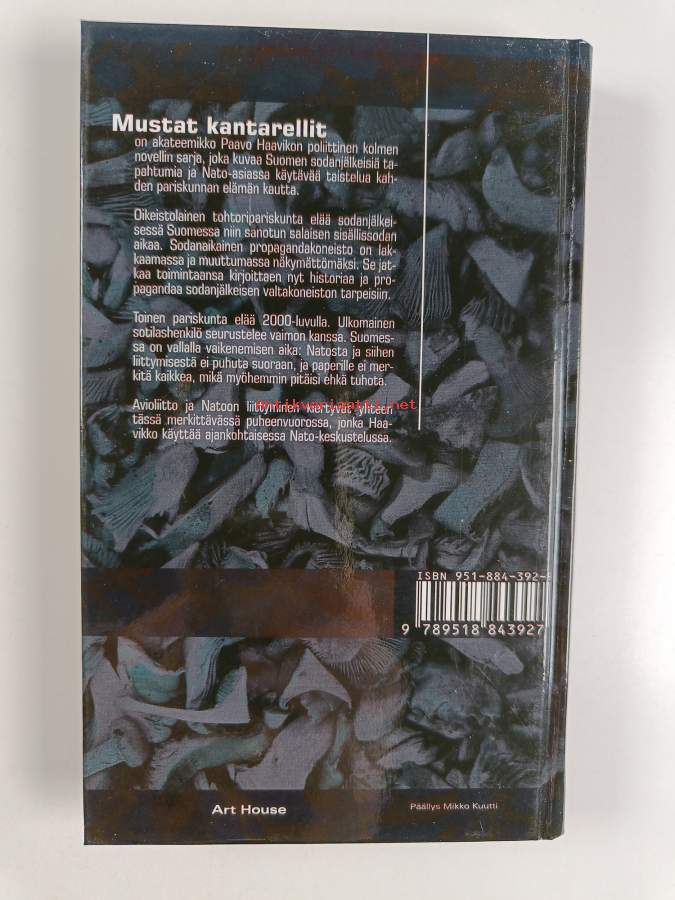 Mustat kantarellit
on akateemikko Paavo Haavikon poliittinen kolmen
novellin sarja, joka kuvaa Suomen sodanjälkeisiä ta-
pahtumia ja Nato-asiassa käytävää taistelua kah-
den pariskunnan elämän kautta.
Oikeistolainen tohtoripariskunta elää sodanjälkei-
sessä Suomessa niin sanotun salaisen sisällissodan
aikaa. Sodanaikainen propagandakoneisto on lak-
kaamassa ja muuttumassa näkymättömäksi. Se jat-
kaa toimintaansa kirjoittaen nyt historiaa ja pro-
pagandaa sodanjälkeisen valtakoneiston tarpeisiin.
Toinen pariskunta elää 2000-luvulla. Ulkomainen
sotilashenkilö seurustelee vaimon kanssa. Suomes-
sa on vallalla vaikenemisen aika: Natosta ja siihen
liittymisestä ei puhuta suoraan, ja paperille ei mer-
kitä kaikkea, mikä myöhemmin pitäisi ehkä tuhota.
Avioliitto ja Natoon liittyminen kiertyvät yhteen
tässä merkittävässä puheenvuorossa, jonka Haa-
vikko käyttää ajankohtaisessa Nato-keskustelussa.
antikvariaatti.net
ISBN 951-884-392-
9 789518 843927
Art House
Päällys Mikko Kuutti